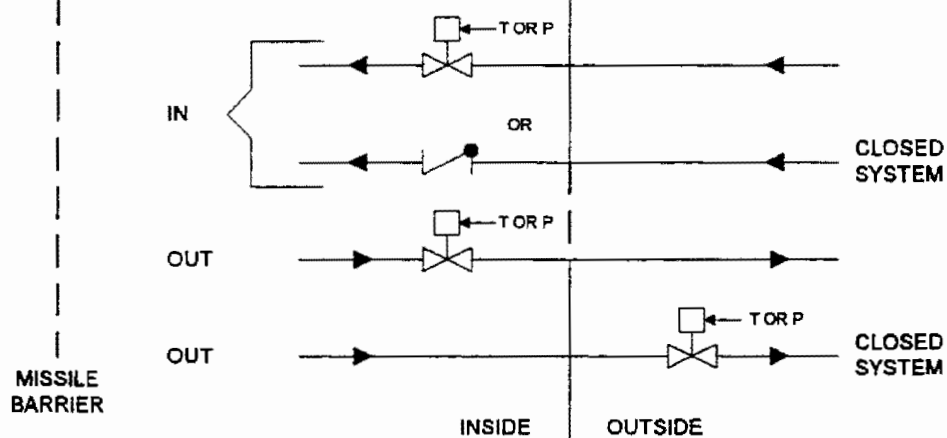 T OR P
IN
OR
CLOSED
SYSTEM
T OR P
OUT
T OR P
OUT
CLOSED
SYSTEM
MISSILE
BARRIER
INSIDE
OUTSIDE